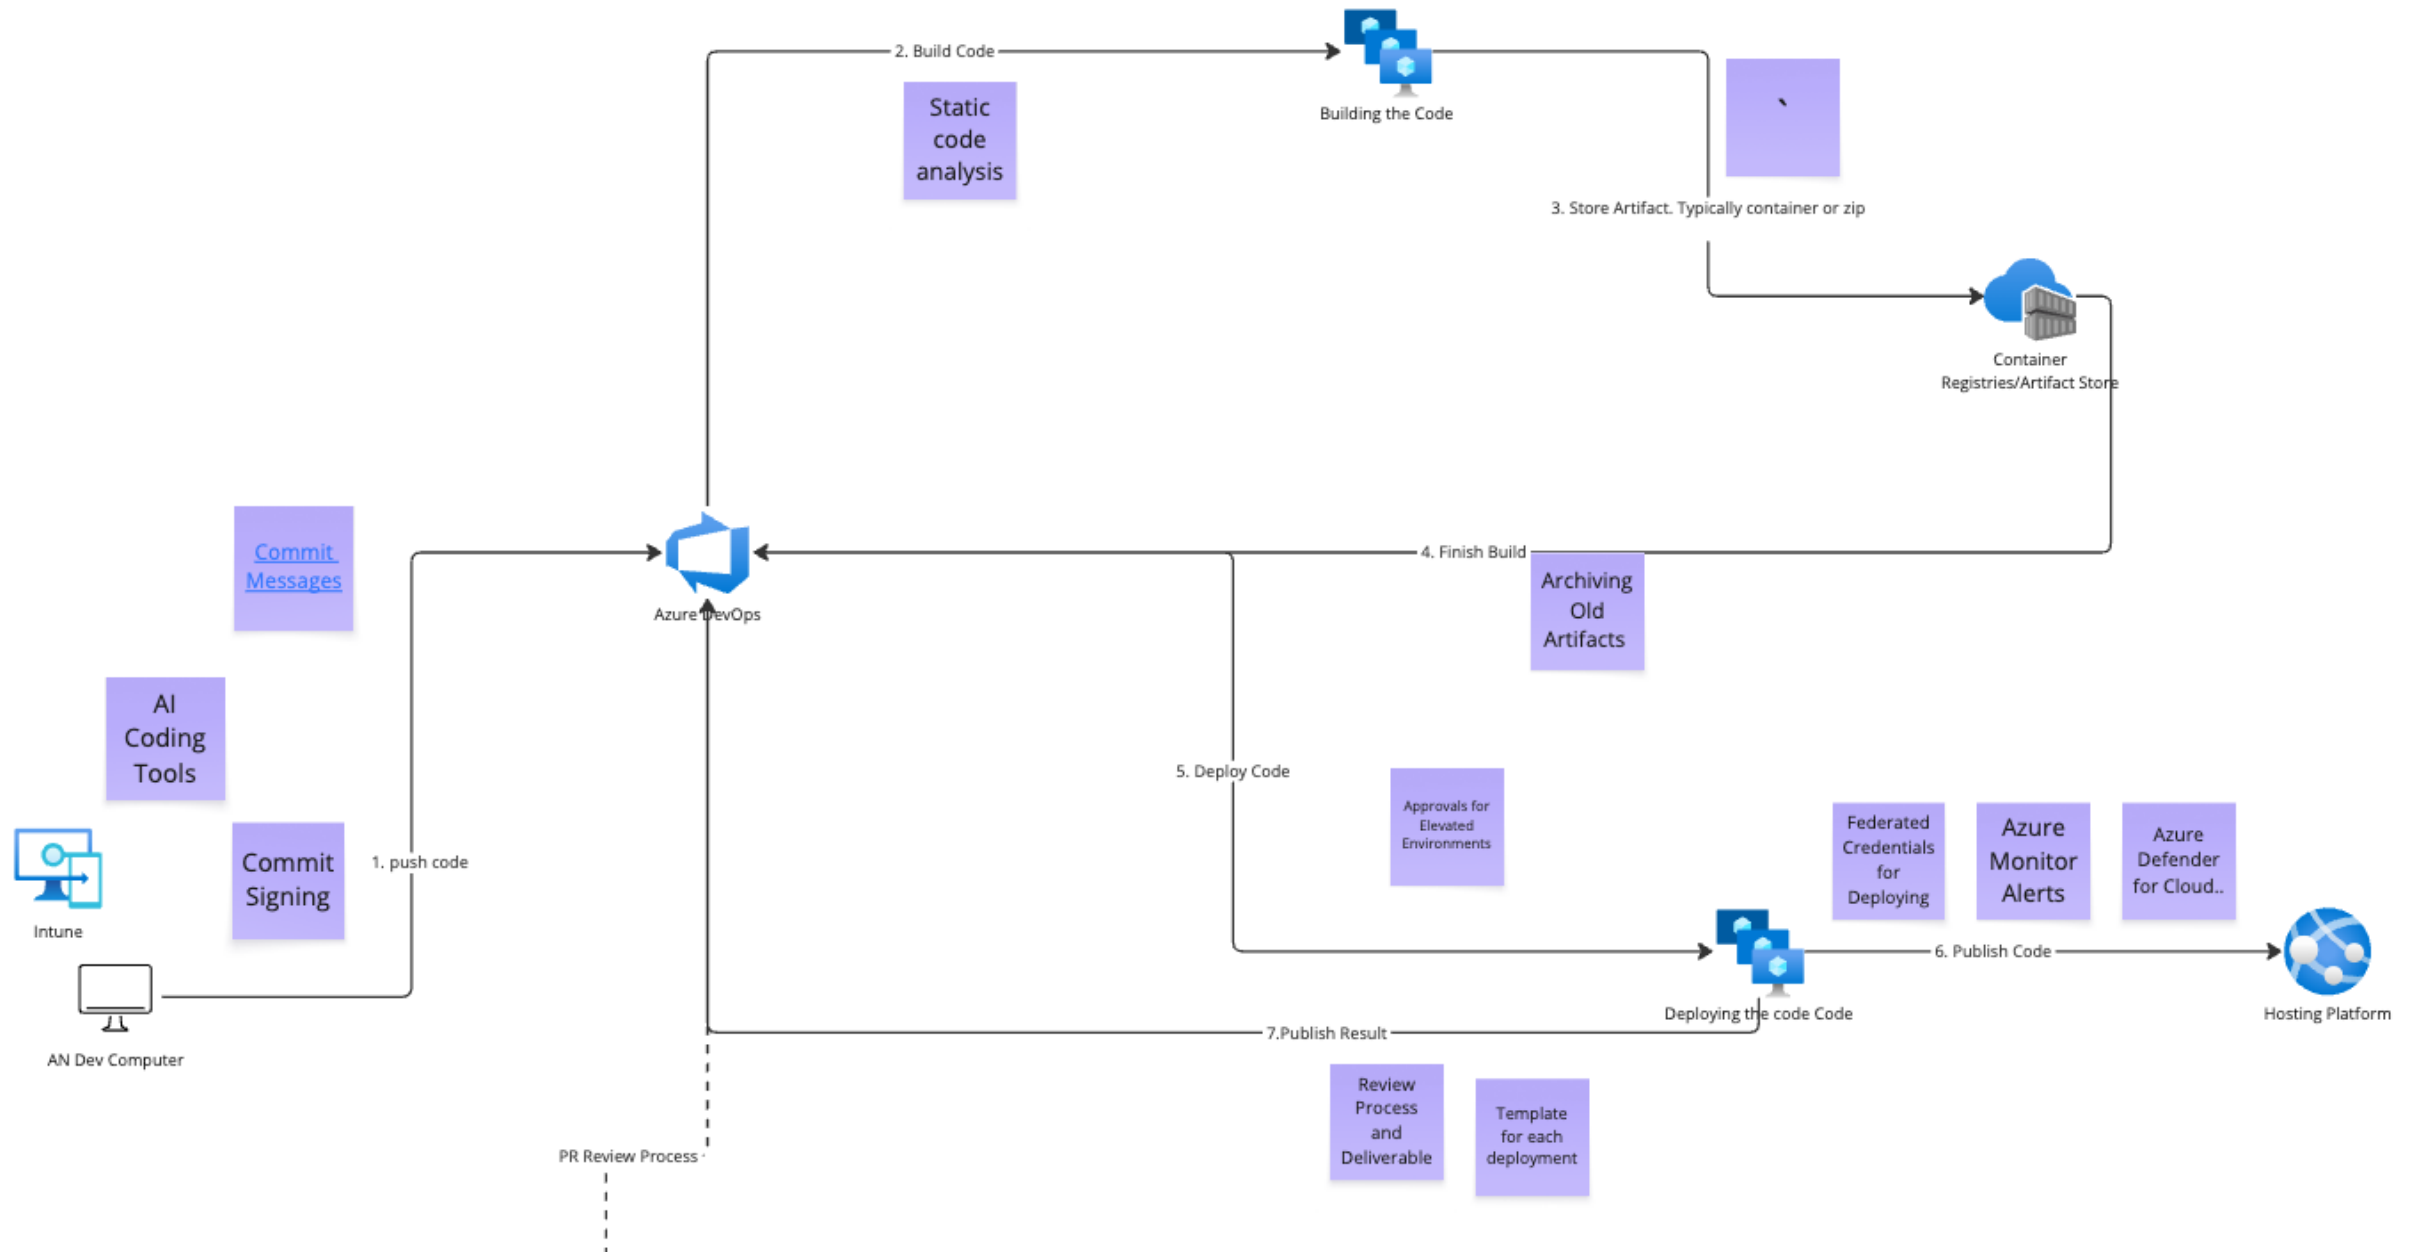 2. Build Code
Static
code
analysis
Building the Code
`
3. Store Artifact. Typically container or zip
Container
Registries/Artifact Store
Commit
Messages
Azure DevOps
4. Finish Build
Archiving
Old
Artifacts
AI
Coding
Tools
Intune
Commit
Signing
1. push code
AN Dev Computer
5. Deploy Code
Approvals for
Elevated
Environments
Federated
Credentials
for
Deploying
Azure
Monitor
Alerts
Azure
Defender
for Cloud..
6. Publish Code
Deploying the code Code
Hosting Platform
7.Publish Result
Review
Process
and
Deliverable
Template
for each
deployment
PR Review Process